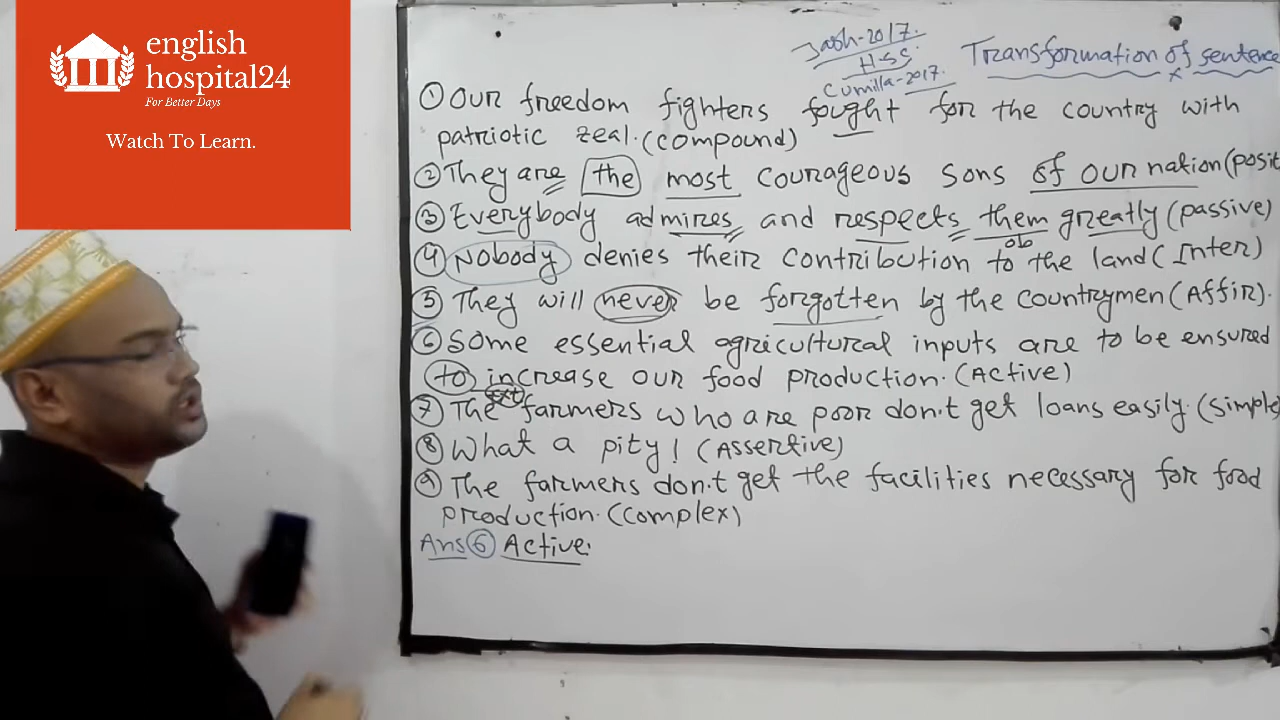 english
hospital24
For Better Days
Watch To Learn.
Jash-2017.
H.S.S.
Cumilla-2017.
Transformation of sentence
① Our freedom fighters fought for the country with
patriotic zeal. (compound)
② They are the most courageous sons of our nation (posit
③ Everybody admires and respects them greatly (passive)
ob
④ Nobody denies their contribution to the land (Inter)
⑤ They will never be forgotten by the countrymen (Affir).
⑥ Some essential agricultural inputs are to be ensured
to increase our food production. (Active)
ext
⑦ The farmers who are poor don't get loans easily. (simple
⑧ What a pity! (Assertive)
⑨ The farmers don't get the facilities necessary for food
production. (complex)
Ans ⑥ Active: